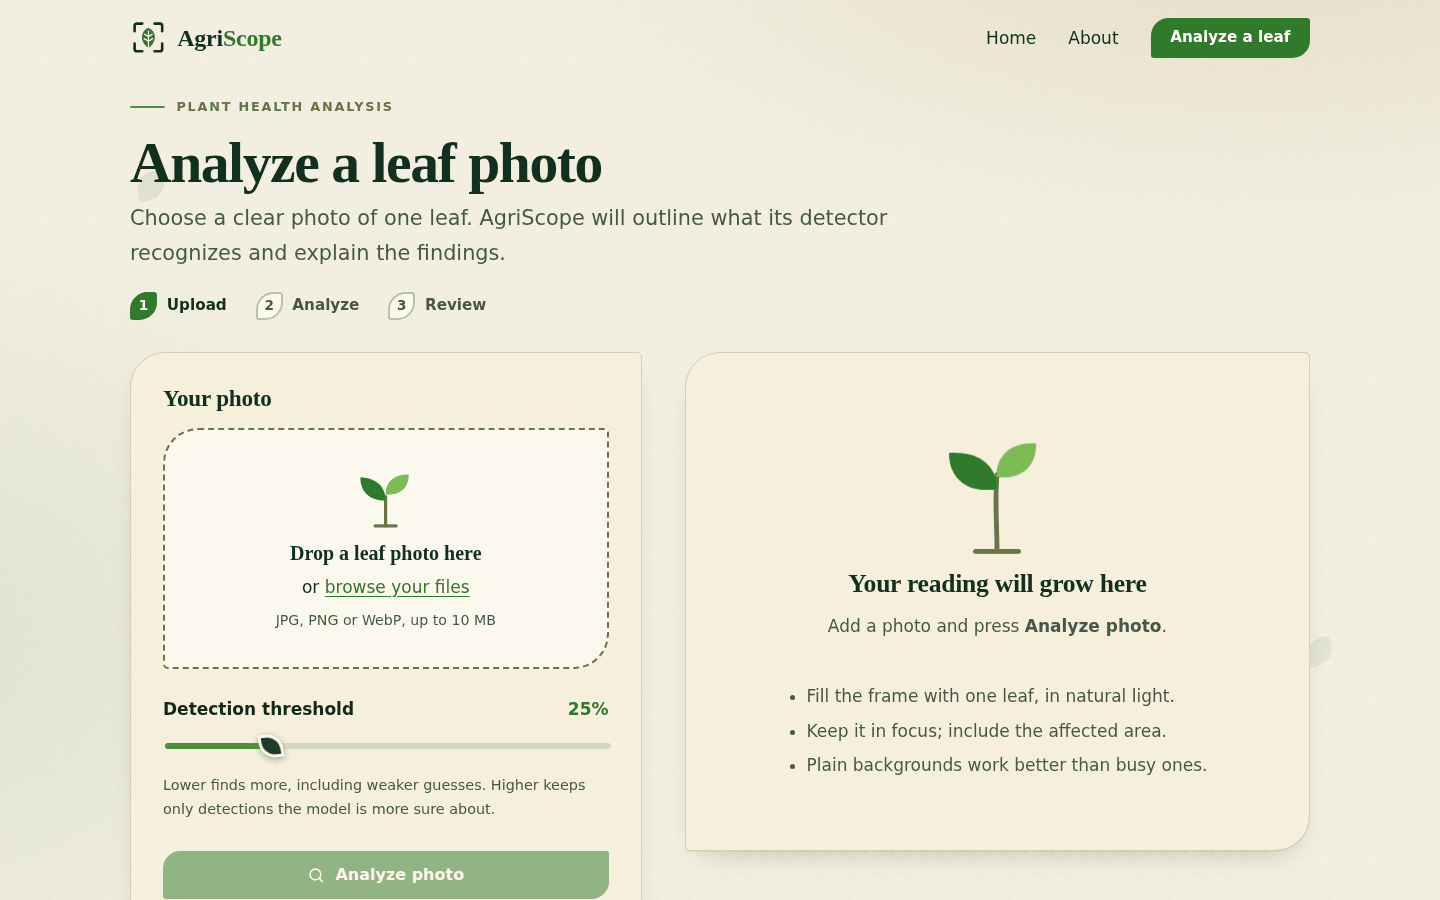 AgriScope
Home
About
Analyze a leaf
PLANT HEALTH ANALYSIS
Analyze a leaf photo
Choose a clear photo of one leaf. AgriScope will outline what its detector
recognizes and explain the findings.
1 Upload
2 Analyze
3 Review
Your photo
Drop a leaf photo here
or browse your files
JPG, PNG or WebP, up to 10 MB
Detection threshold
25%
Lower finds more, including weaker guesses. Higher keeps
only detections the model is more sure about.
Analyze photo
Your reading will grow here
Add a photo and press Analyze photo.
Fill the frame with one leaf, in natural light.
Keep it in focus; include the affected area.
Plain backgrounds work better than busy ones.